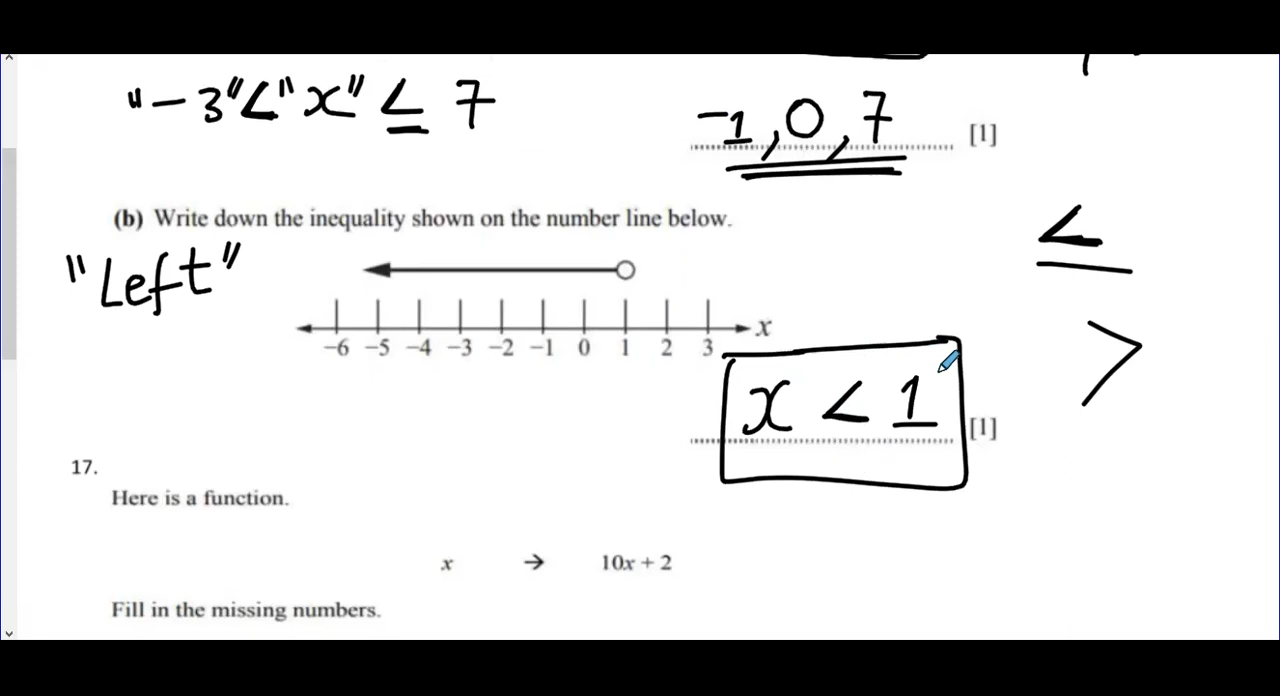 "-3"<"x" ≤ 7
-1, 0, 7 [1]
(b) Write down the inequality shown on the number line below.
"Left"
≤
x
-6 -5 -4 -3 -2 -1 0 1 2 3
>
x < 1
[1]
17.
Here is a function.
x → 10x + 2
Fill in the missing numbers.